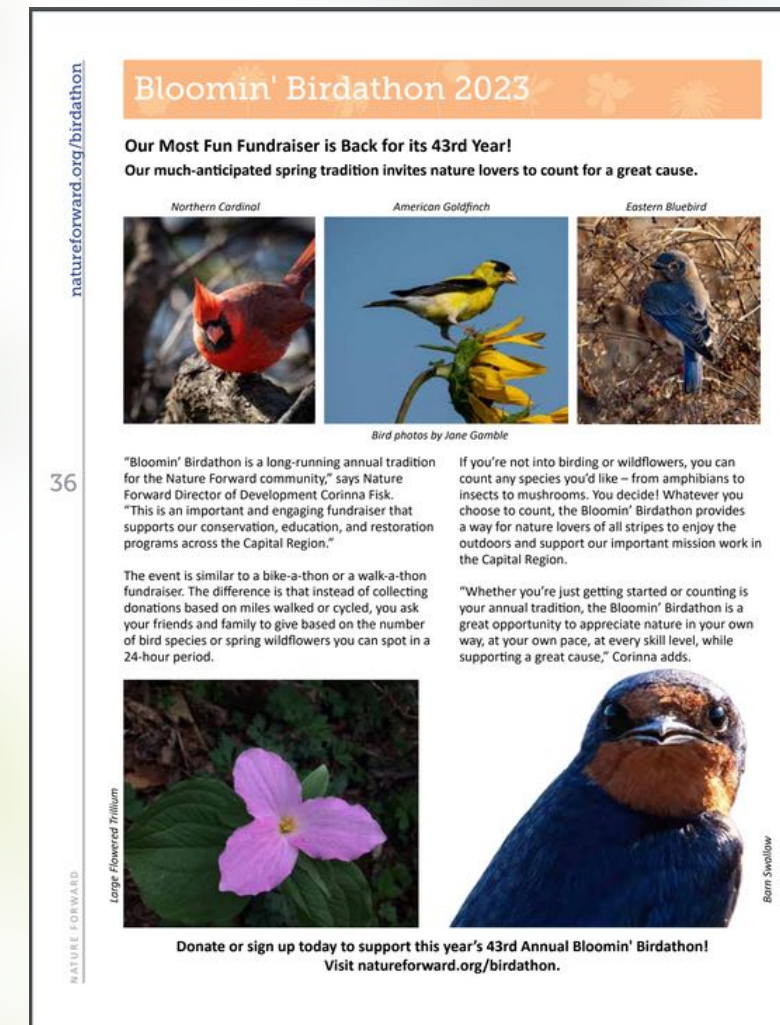 natureforward.org/birdathon
Bloomin' Birdathon 2023
Our Most Fun Fundraiser is Back for its 43rd Year!
Our much-anticipated spring tradition invites nature lovers to count for a great cause.
Northern Cardinal
American Goldfinch
Eastern Bluebird
Bird photos by Jane Gamble
"Bloomin' Birdathon is a long-running annual tradition
for the Nature Forward community," says Nature
Forward Director of Development Corinna Fisk.
"This is an important and engaging fundraiser that
supports our conservation, education, and restoration
programs across the Capital Region."
The event is similar to a bike-a-thon or a walk-a-thon
fundraiser. The difference is that instead of collecting
donations based on miles walked or cycled, you ask
your friends and family to give based on the number
of bird species or spring wildflowers you can spot in a
24-hour period.
If you're not into birding or wildflowers, you can
count any species you'd like – from amphibians to
insects to mushrooms. You decide! Whatever you
choose to count, the Bloomin' Birdathon provides
a way for nature lovers of all stripes to enjoy the
outdoors and support our important mission work in
the Capital Region.
"Whether you're just getting started or counting is
your annual tradition, the Bloomin' Birdathon is a
great opportunity to appreciate nature in your own
way, at your own pace, at every skill level, while
supporting a great cause," Corinna adds.
36
Large Flowered Trillium
Barn Swallow
NATURE FORWARD
Donate or sign up today to support this year's 43rd Annual Bloomin' Birdathon!
Visit natureforward.org/birdathon.